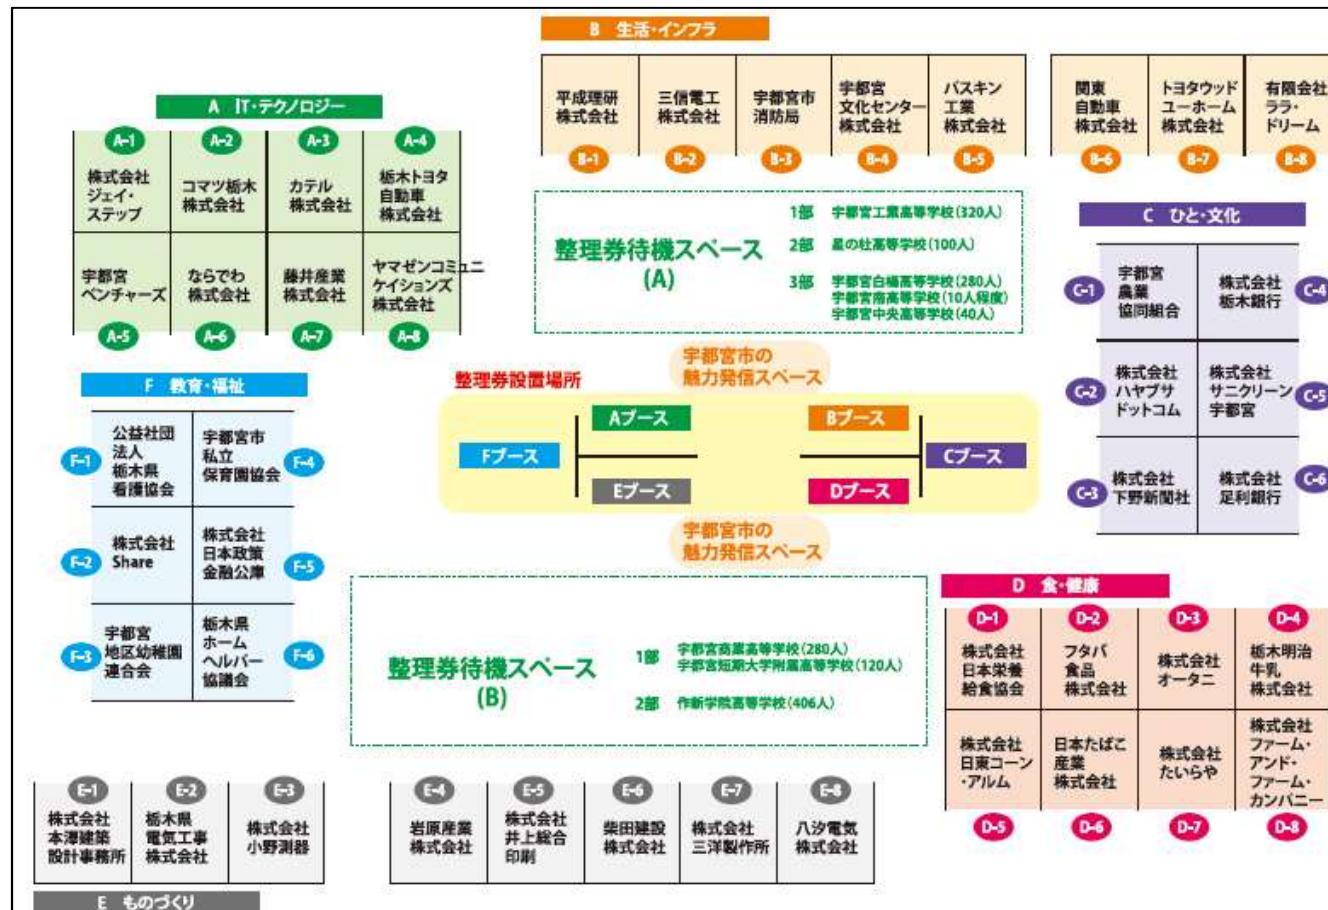 B 生活・インフラ
平成理研
株式会社
B-1
三信電工
株式会社
B-2
宇都宮市
消防局
B-3
宇都宮
文化センター
株式会社
B-4
バスキン
工業
株式会社
B-5
関東
自動車
株式会社
B-6
トヨタウッド
ユーホーム
株式会社
B-7
有限会社
ララ・
ドリーム
B-8
A IT・テクノロジー
A-1
株式会社
ジェイ・
ステップ
A-2
コマツ栃木
株式会社
A-3
カテル
株式会社
A-4
栃木トヨタ
自動車
株式会社
宇都宮
ベンチャーズ
A-5
ならでわ
株式会社
A-6
藤井産業
株式会社
A-7
ヤマゼンコミュニ
ケイションズ
株式会社
A-8
整理券待機スペース
(A)
1部 宇都宮工業高等学校(320人)
2部 星の杜高等学校(100人)
3部 宇都宮白楊高等学校(280人)
宇都宮南高等学校(10人程度)
宇都宮中央高等学校(40人)
C ひと・文化
C-1
宇都宮
農業
協同組合
株式会社
栃木銀行
C-4
C-2
株式会社
ハヤブサ
ドットコム
株式会社
サニクリーン
宇都宮
C-5
C-3
株式会社
下野新聞社
株式会社
足利銀行
C-6
宇都宮市の
魅力発信スペース
整理券設置場所
Aブース
Bブース
Fブース
Cブース
Eブース
Dブース
宇都宮市の
魅力発信スペース
F 教育・福祉
F-1
公益社団
法人
栃木県
看護協会
宇都宮市
私立
保育園協会
F-4
F-2
株式会社
Share
株式会社
日本政策
金融公庫
F-5
F-3
宇都宮
地区幼稚園
連合会
栃木県
ホーム
ヘルパー
協議会
F-6
整理券待機スペース
(B)
1部 宇都宮商業高等学校(280人)
宇都宮短期大学附属高等学校(120人)
2部 作新学院高等学校(406人)
D 食・健康
D-1
株式会社
日本栄養
給食協会
D-2
フタバ
食品
株式会社
D-3
株式会社
オータニ
D-4
栃木明治
牛乳
株式会社
株式会社
日東コーン
・アルム
D-5
日本たばこ
産業
株式会社
D-6
株式会社
たいらや
D-7
株式会社
ファーム・
アンド・
ファーム・
カンパニー
D-8
E-1
株式会社
本澤建築
設計事務所
E-2
栃木県
電気工事
株式会社
E-3
株式会社
小野測器
E-4
岩原産業
株式会社
E-5
株式会社
井上総合
印刷
E-6
柴田建設
株式会社
E-7
株式会社
三洋製作所
E-8
八汐電気
株式会社
E ものづくり